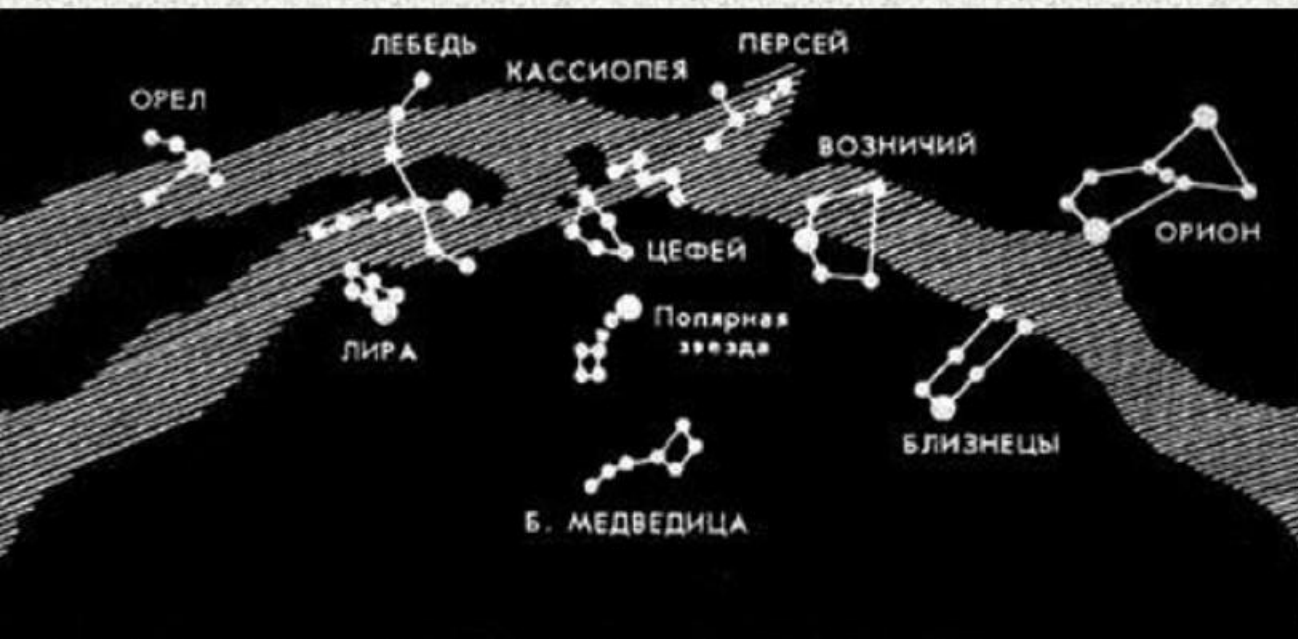 ЛЕБЕДЬ
ПЕРСЕЙ
КАССИОПЕЯ
ОРЕЛ
ВОЗНИЧИЙ
ОРИОН
ЦЕФЕЙ
Полярная
звезда
ЛИРА
БЛИЗНЕЦЫ
Б. МЕДВЕДИЦА